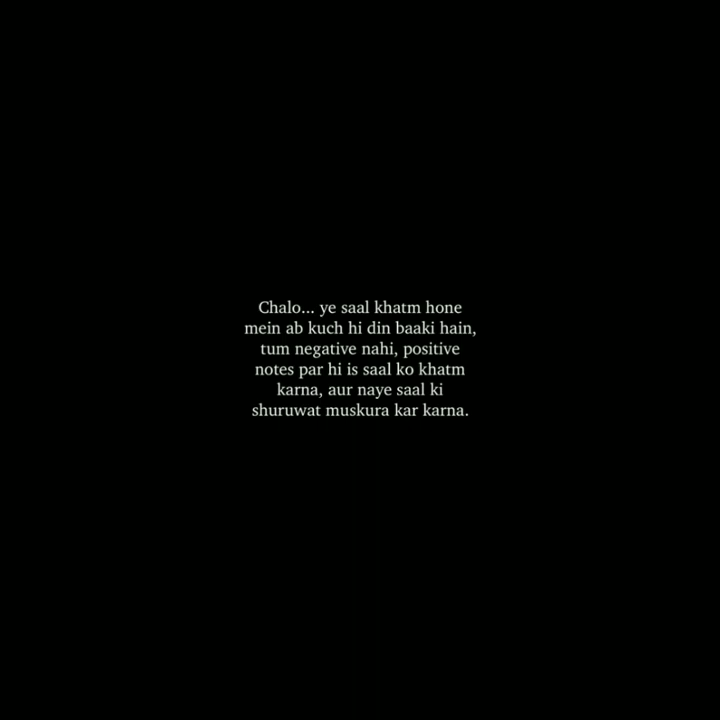 Chalo... ye saal khatm hone
mein ab kuch hi din baaki hain,
tum negative nahi, positive
notes par hi is saal ko khatm
karna, aur naye saal ki
shuruwat muskura kar karna.